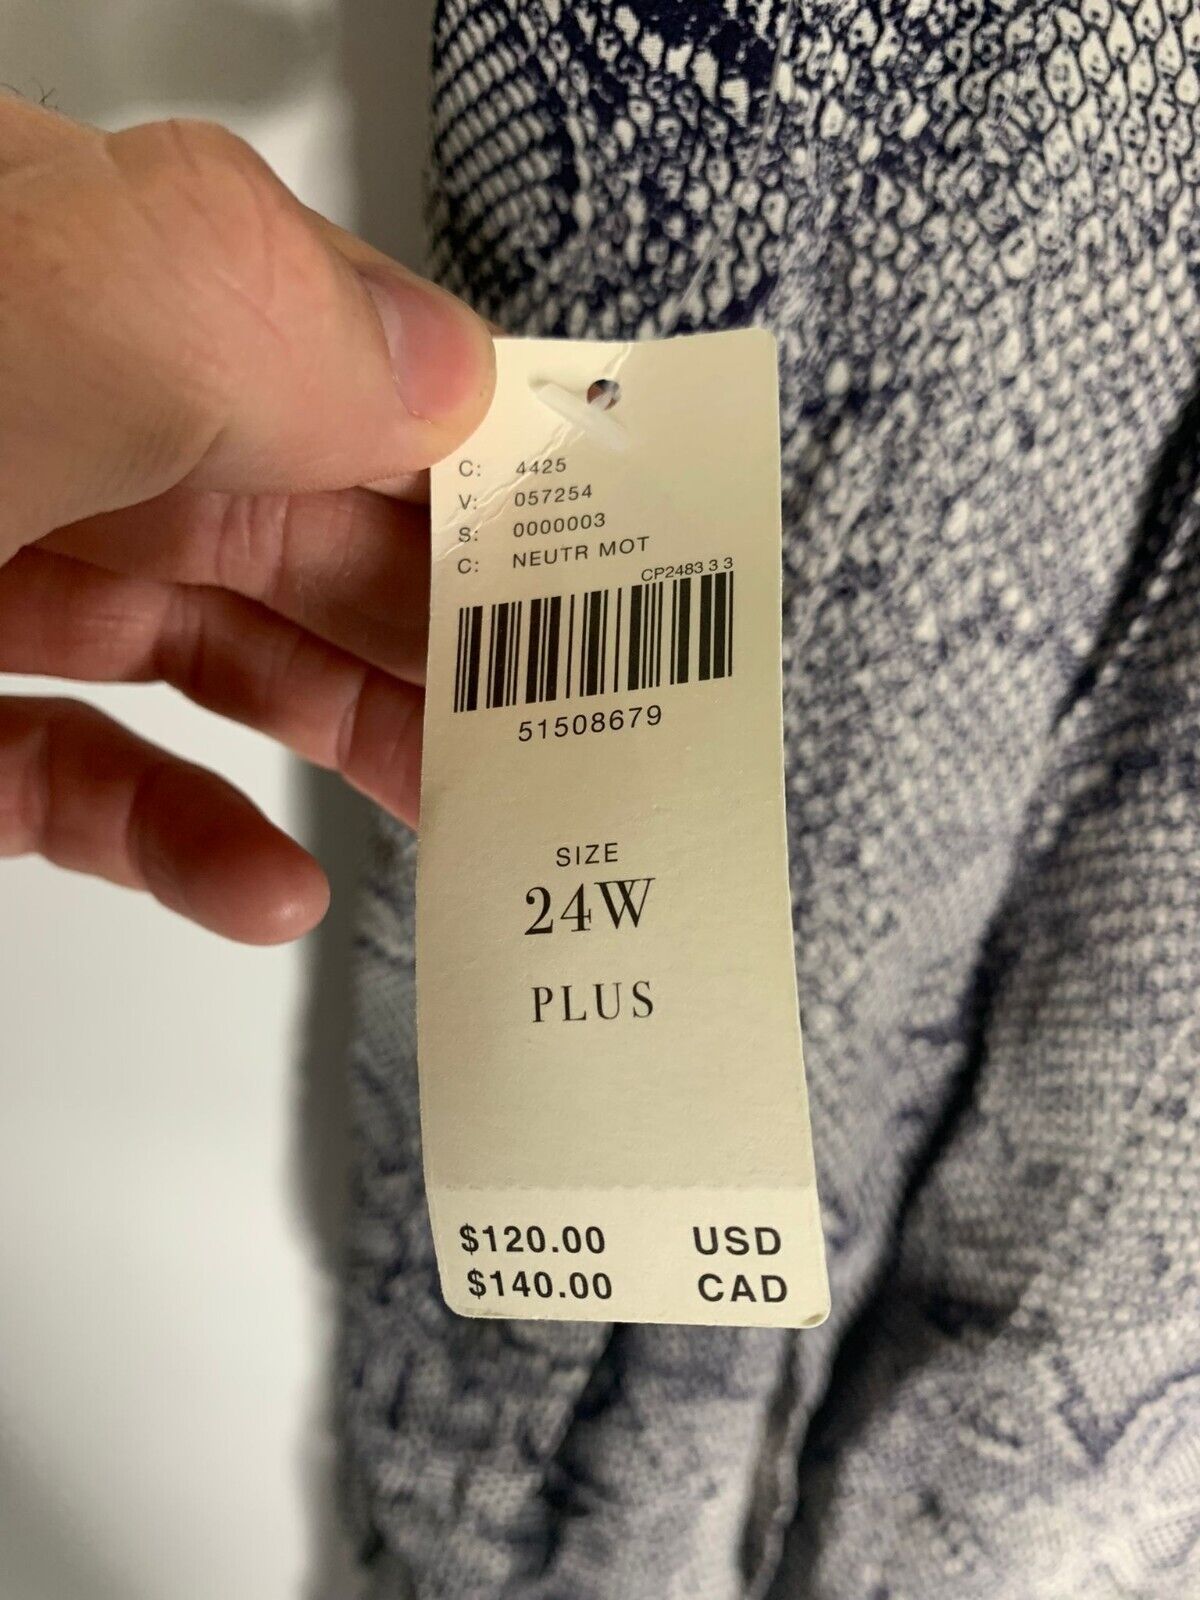 C: 4425
V: 057254
S: 0000003
C: NEUTR MOT
CP2483 3 3
51508679
SIZE
24W
PLUS
$120.00 USD
$140.00 CAD